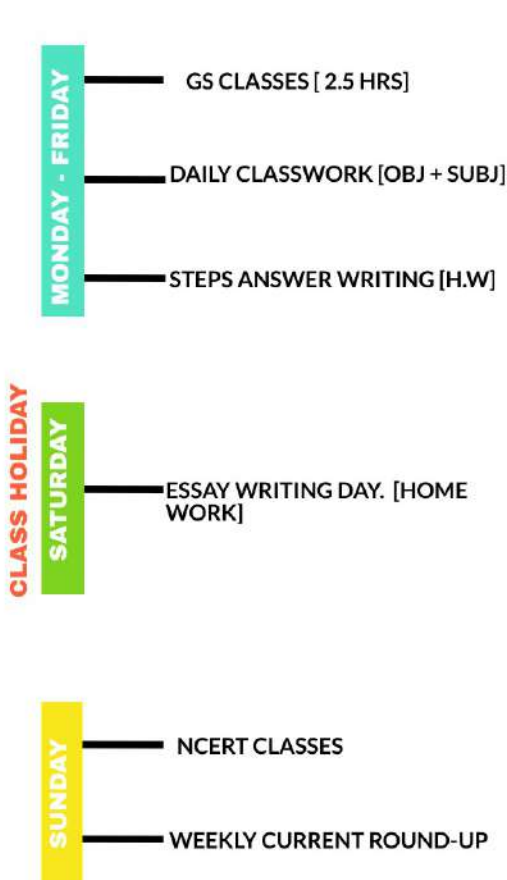 MONDAY - FRIDAY
GS CLASSES [ 2.5 HRS]
DAILY CLASSWORK [OBJ + SUBJ]
STEPS ANSWER WRITING [H.W]
CLASS HOLIDAY
SATURDAY
ESSAY WRITING DAY. [HOME
WORK]
SUNDAY
NCERT CLASSES
WEEKLY CURRENT ROUND-UP